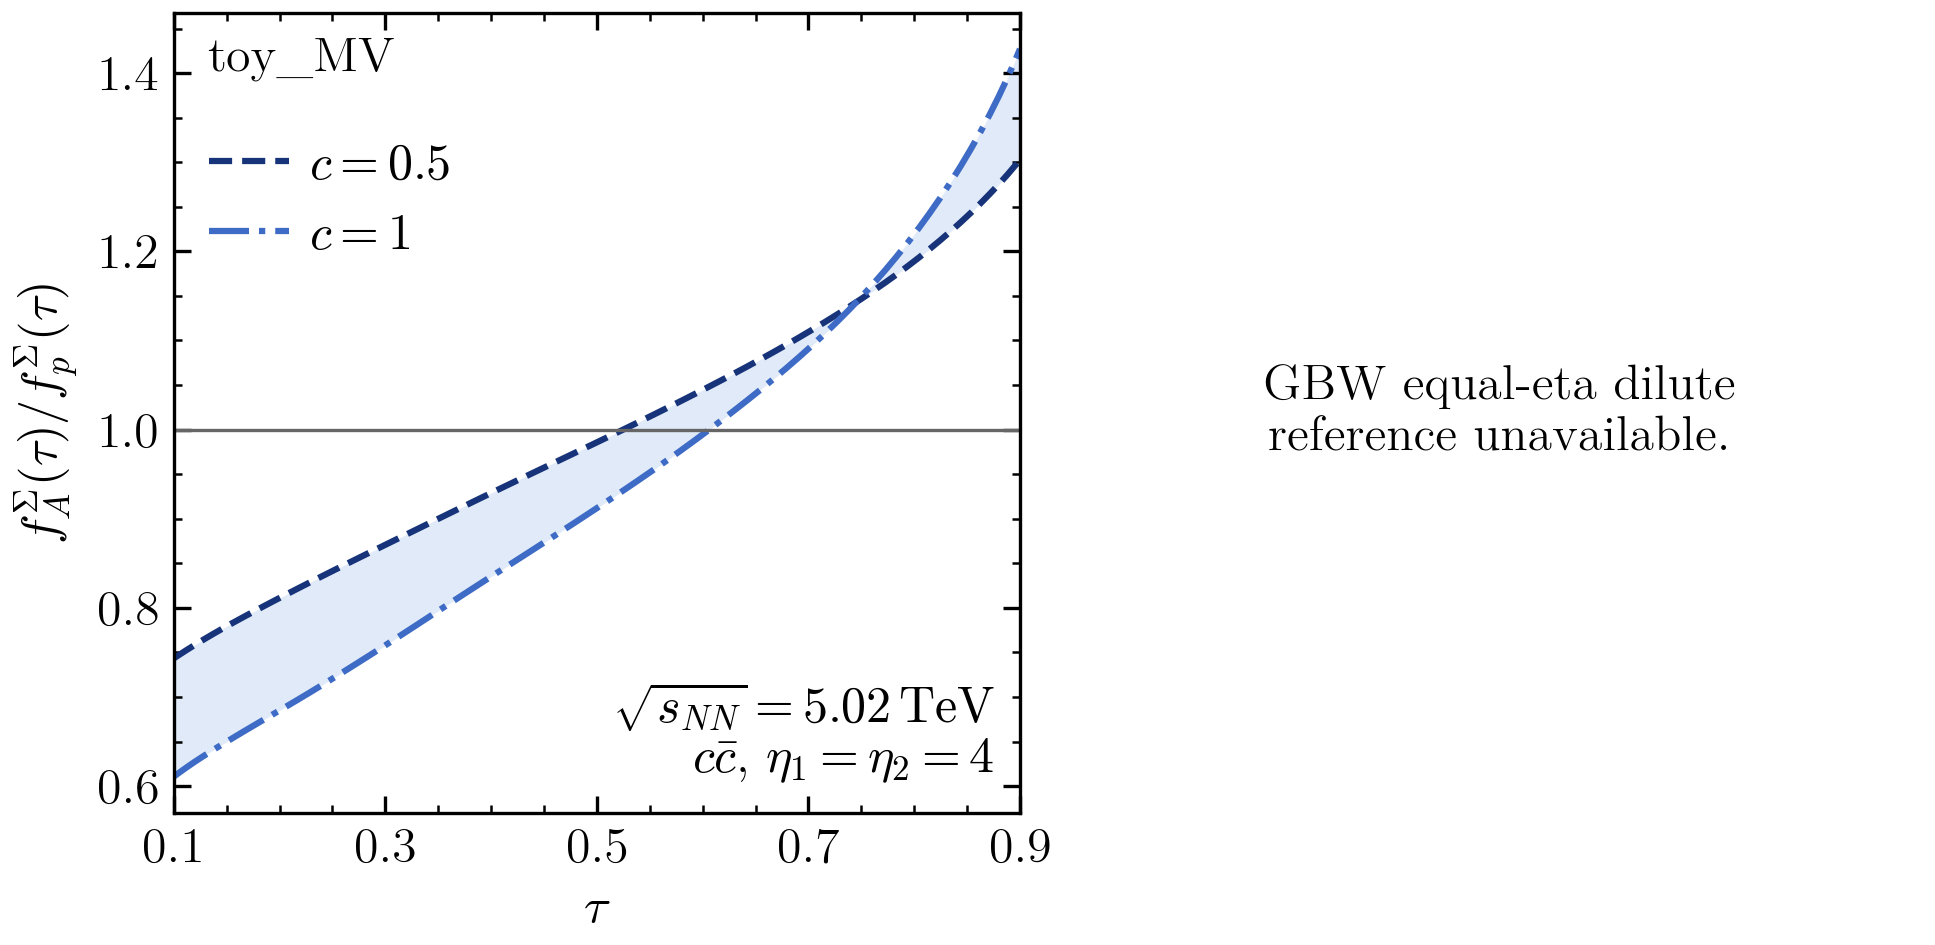 toy_MV
c = 0.5
c = 1
1.4
1.2
1.0
0.8
0.6
f_A^Σ(τ)/f_p^Σ(τ)
√s_NN = 5.02 TeV
cc̄, η₁ = η₂ = 4
0.1 0.3 0.5 0.7 0.9
τ
GBW equal-eta dilute
reference unavailable.